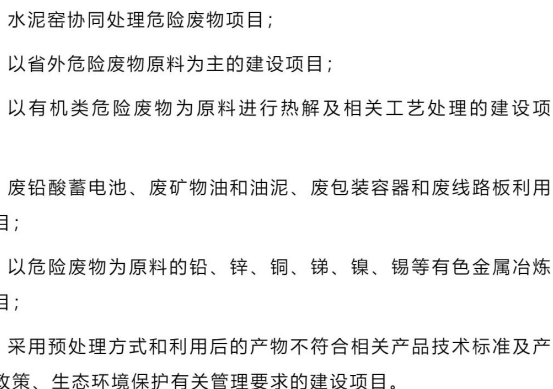 水泥窑协同处理危险废物项目；
以省外危险废物原料为主的建设项目；
以有机类危险废物为原料进行热解及相关工艺处理的建设项
废铅酸蓄电池、废矿物油和油泥、废包装容器和废线路板利用
目；
以危险废物为原料的铅、锌、铜、锑、镍、锡等有色金属冶炼
目；
采用预处理方式和利用后的产物不符合相关产品技术标准及产
政策、生态环境保护有关管理要求的建设项目。